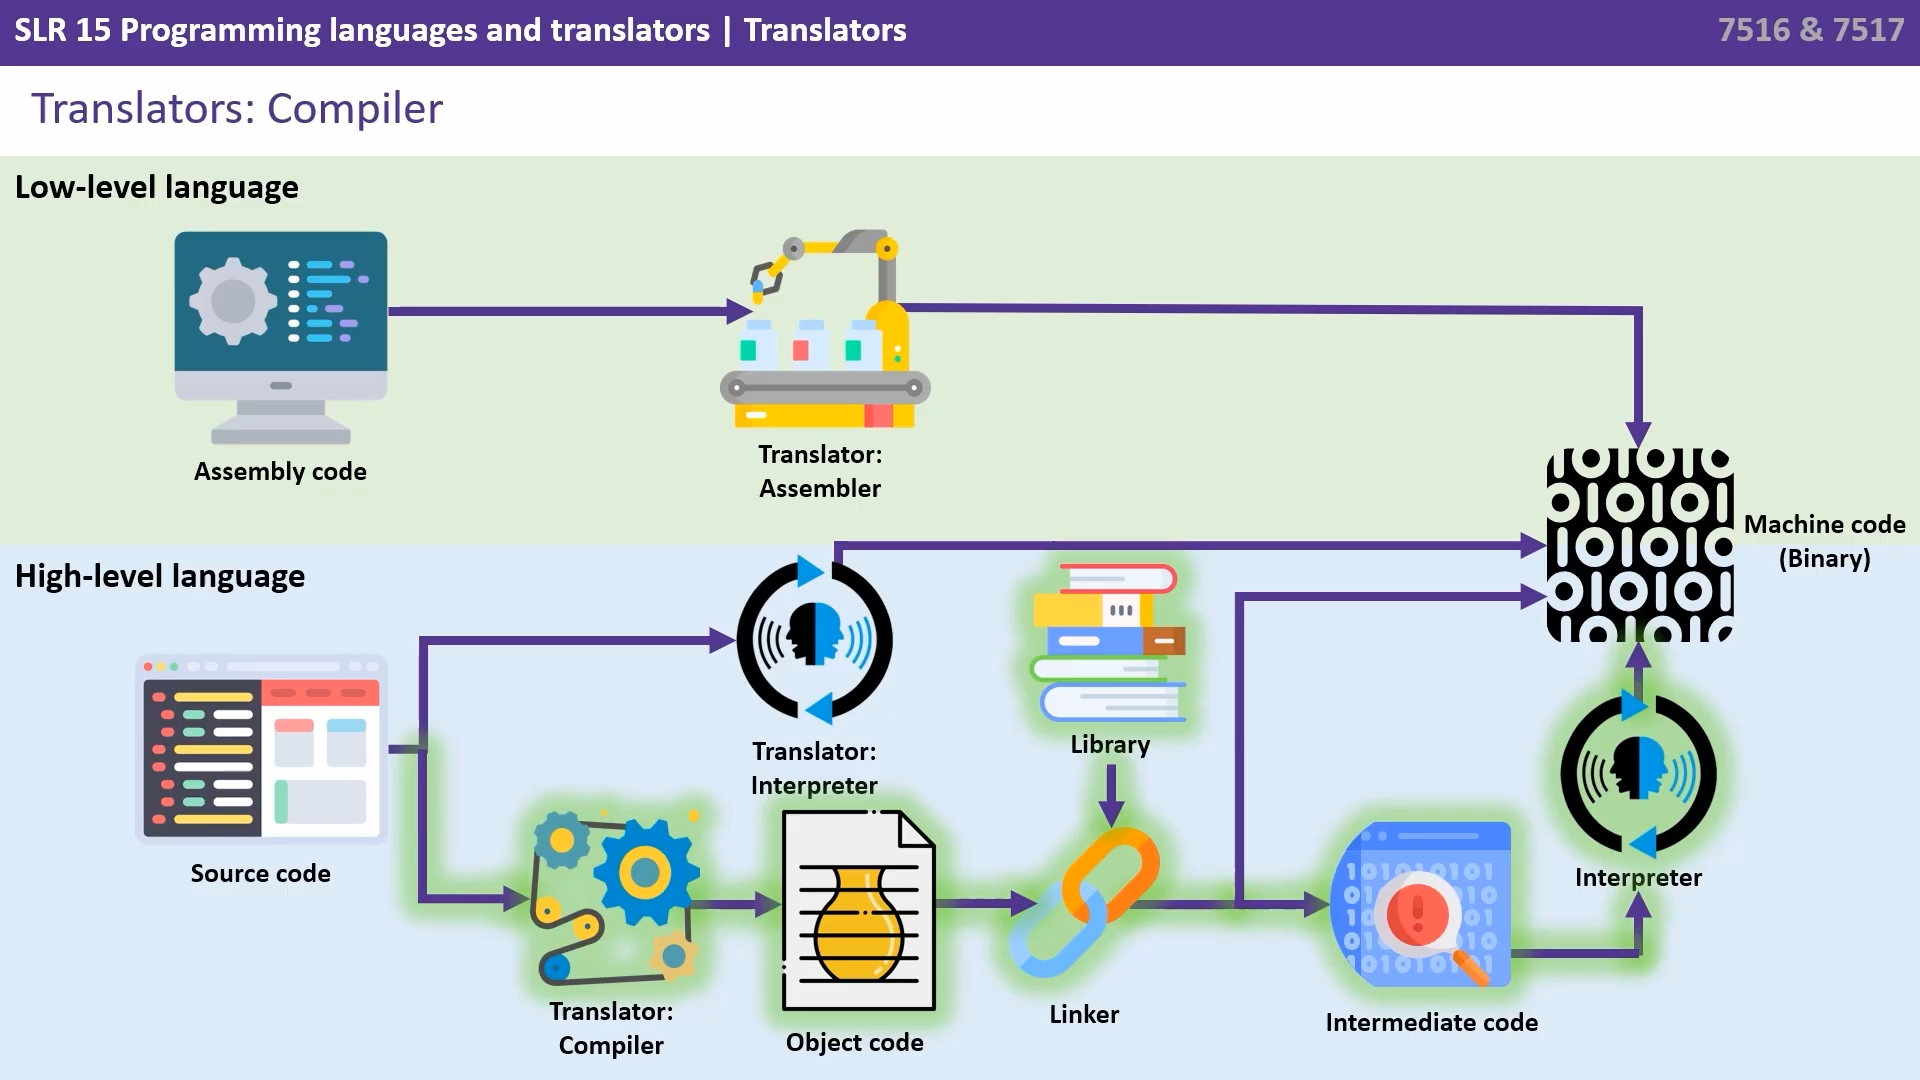 SLR 15 Programming languages and translators | Translators
7516 & 7517
Translators: Compiler
Low-level language
Assembly code
Translator:
Assembler
Machine code
(Binary)
High-level language
Source code
Translator:
Interpreter
Library
Translator:
Compiler
Object code
Linker
Intermediate code
Interpreter